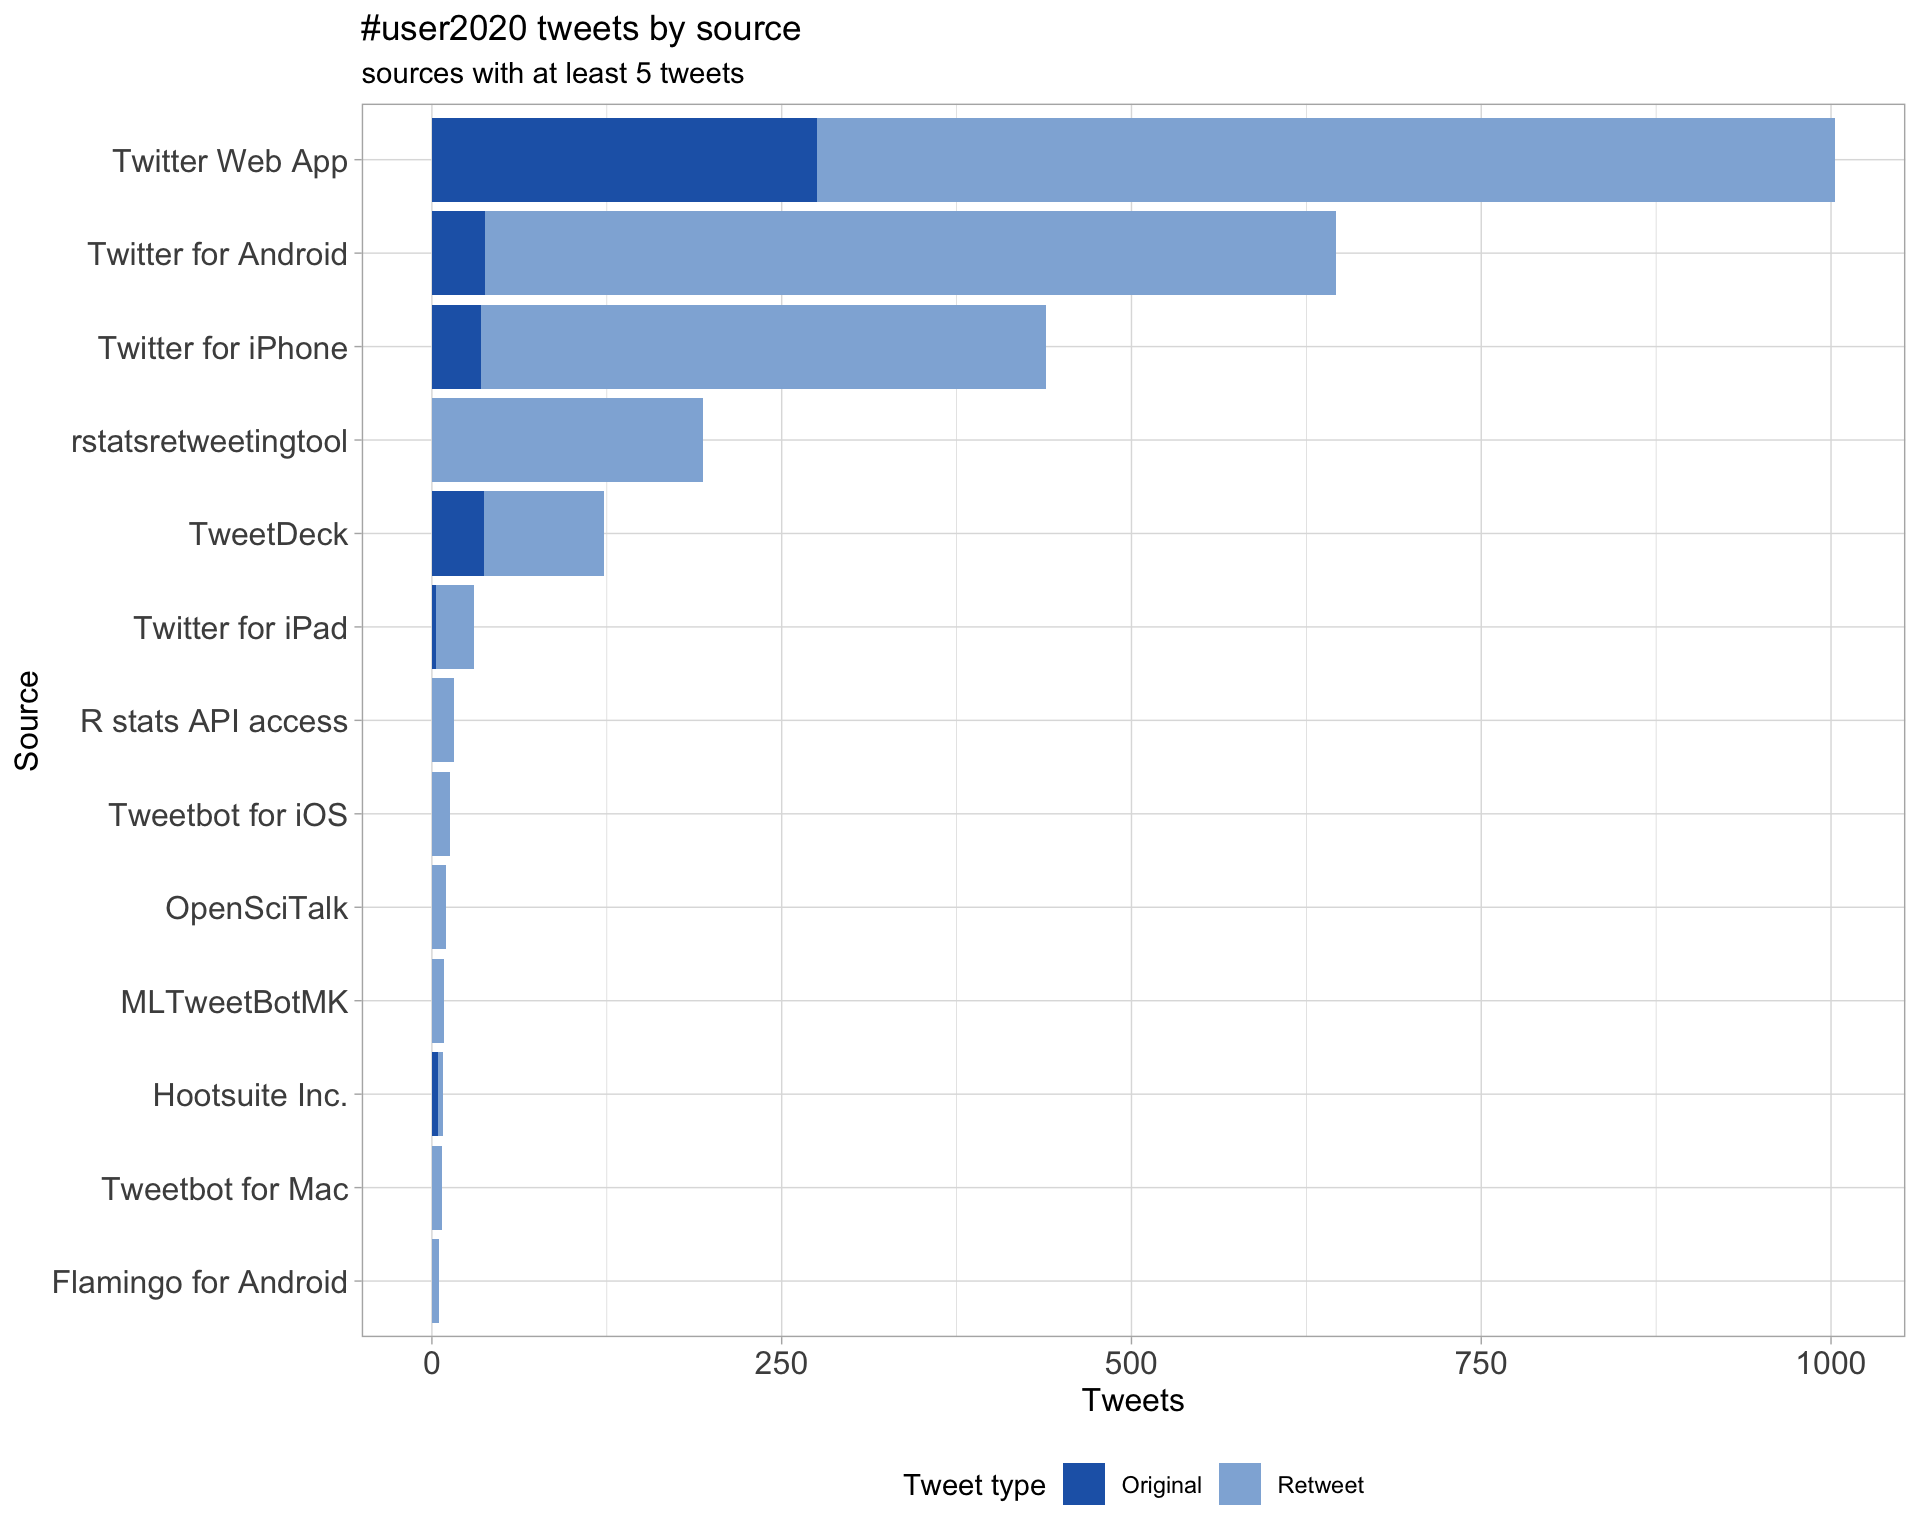 #user2020 tweets by source
sources with at least 5 tweets
Twitter Web App
Twitter for Android
Twitter for iPhone
rstatsretweetingtool
TweetDeck
Twitter for iPad
R stats API access
Tweetbot for iOS
OpenSciTalk
MLTweetBotMK
Hootsuite Inc.
Tweetbot for Mac
Flamingo for Android
Source
0 250 500 750 1000
Tweets
Tweet type Original Retweet